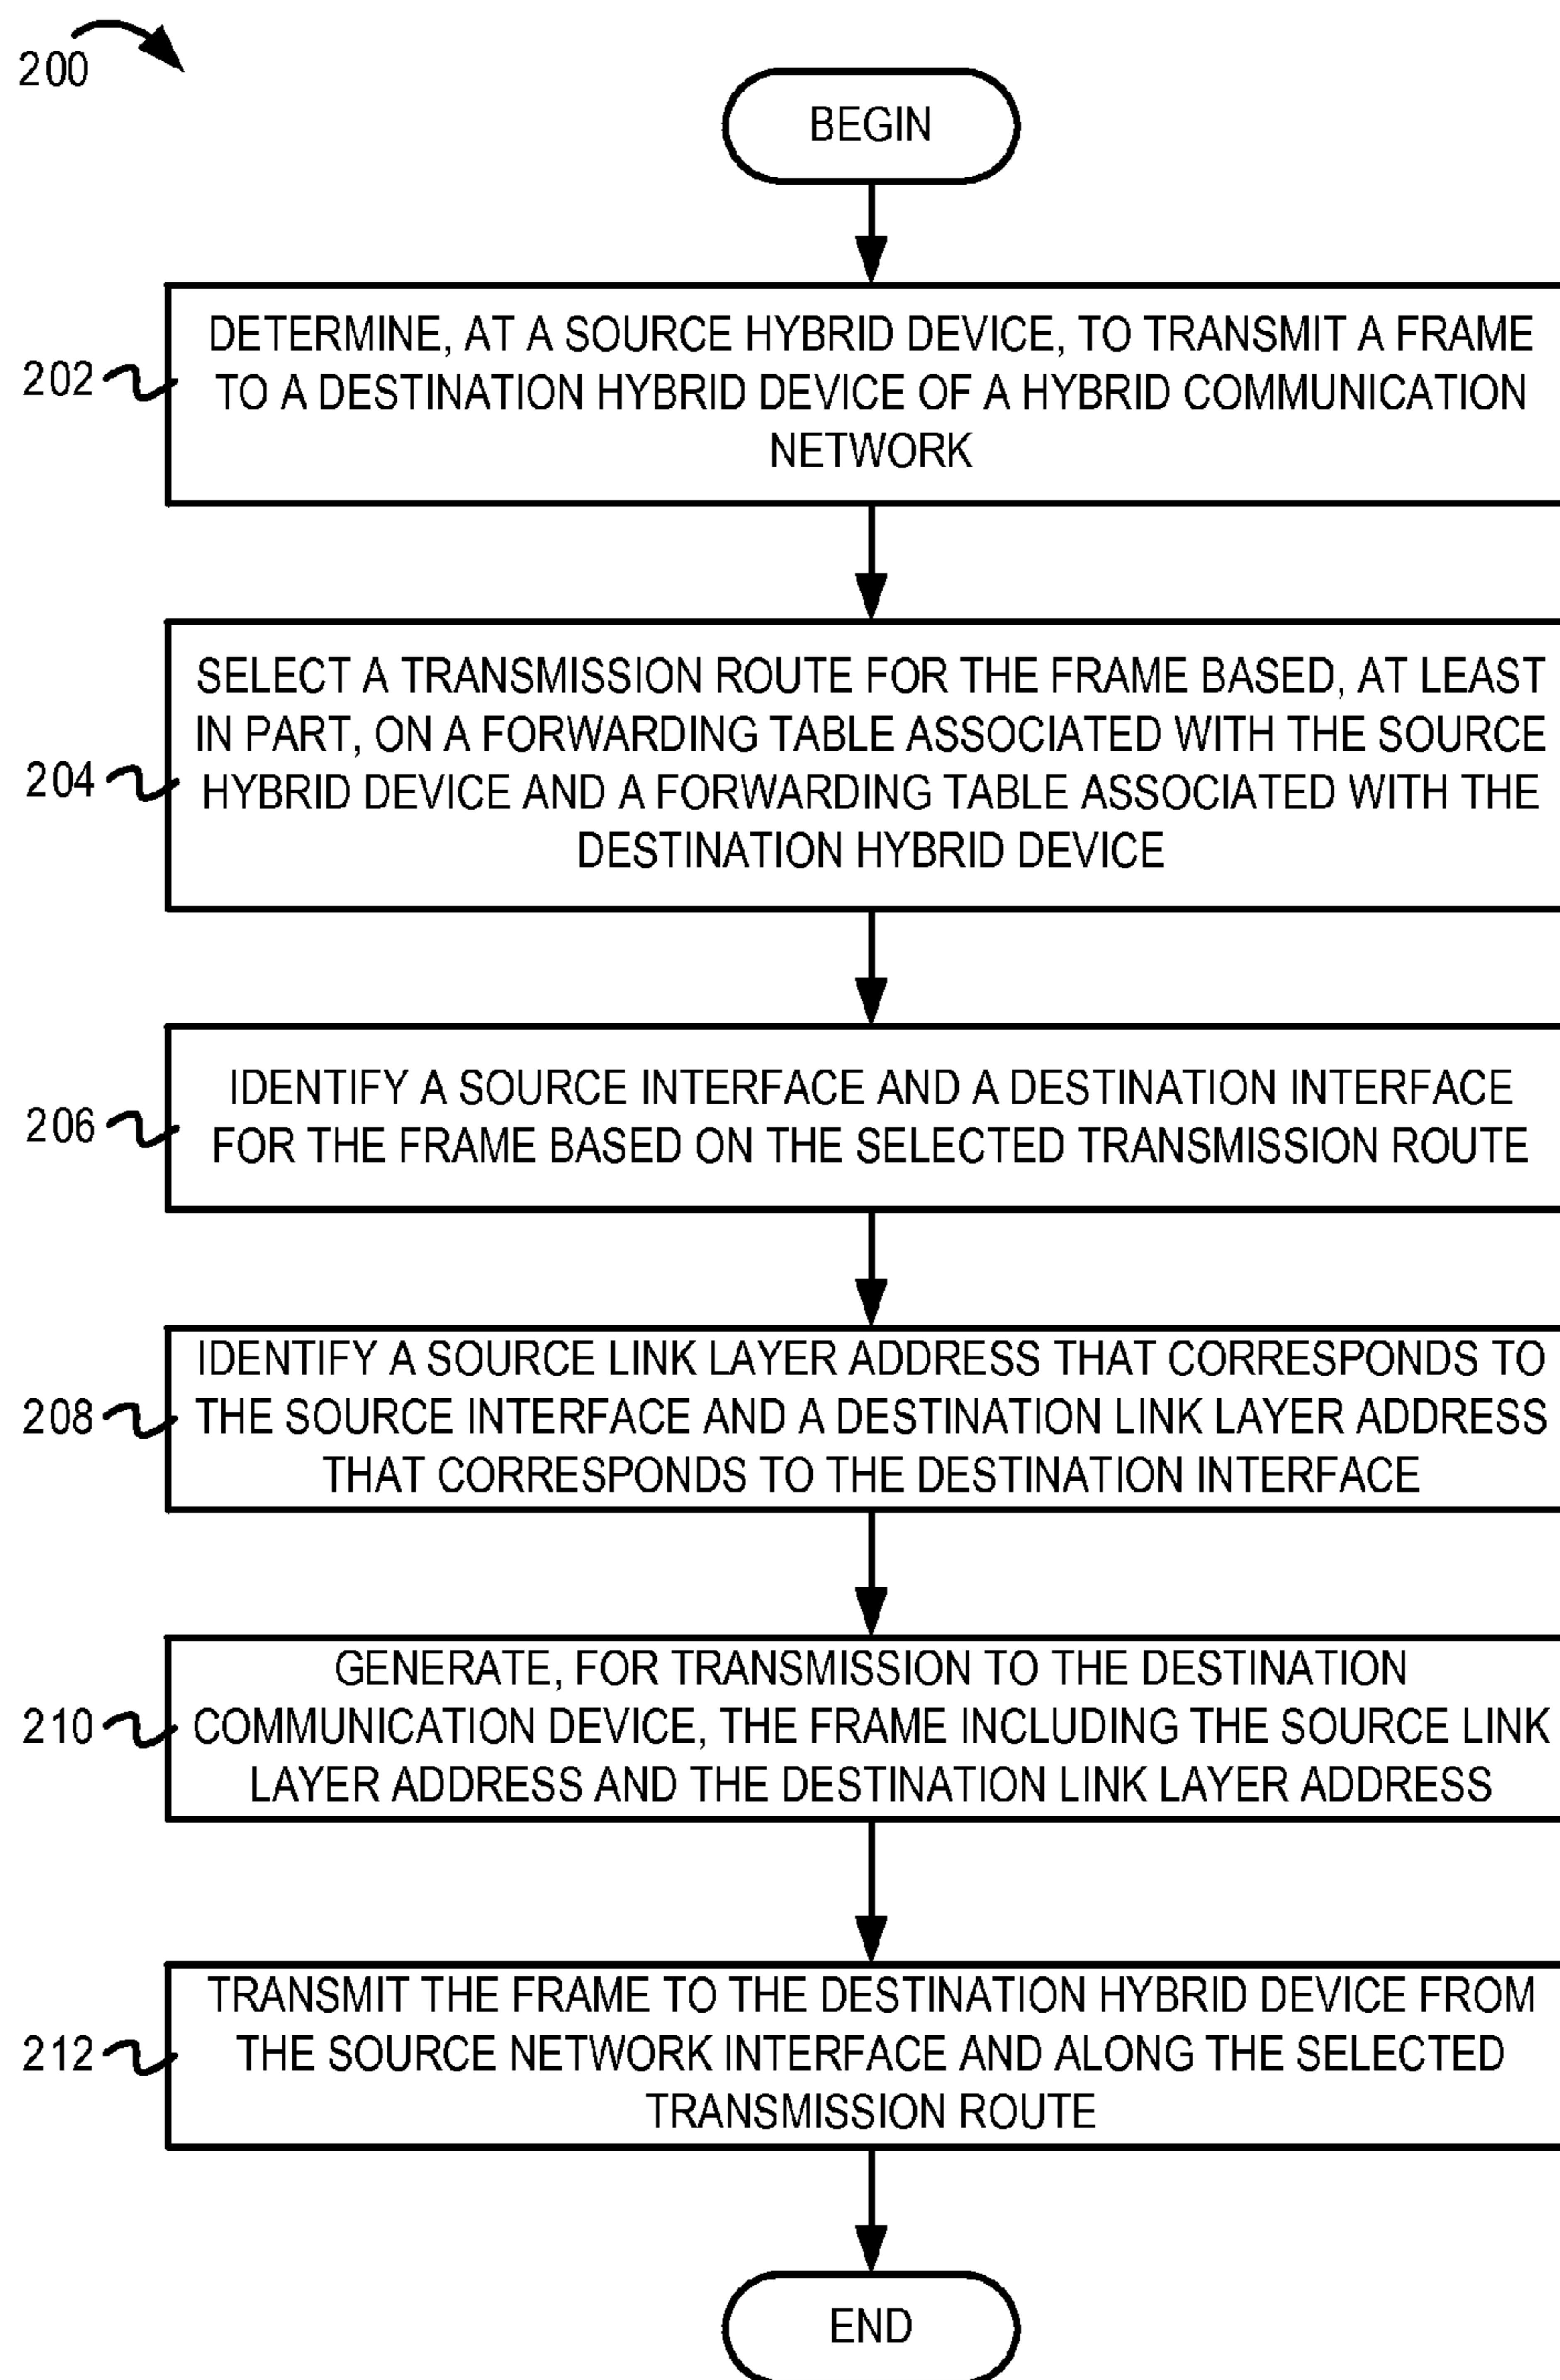 200
BEGIN
202
DETERMINE, AT A SOURCE HYBRID DEVICE, TO TRANSMIT A FRAME
TO A DESTINATION HYBRID DEVICE OF A HYBRID COMMUNICATION
NETWORK
204
SELECT A TRANSMISSION ROUTE FOR THE FRAME BASED, AT LEAST
IN PART, ON A FORWARDING TABLE ASSOCIATED WITH THE SOURCE
HYBRID DEVICE AND A FORWARDING TABLE ASSOCIATED WITH THE
DESTINATION HYBRID DEVICE
206
IDENTIFY A SOURCE INTERFACE AND A DESTINATION INTERFACE
FOR THE FRAME BASED ON THE SELECTED TRANSMISSION ROUTE
208
IDENTIFY A SOURCE LINK LAYER ADDRESS THAT CORRESPONDS TO
THE SOURCE INTERFACE AND A DESTINATION LINK LAYER ADDRESS
THAT CORRESPONDS TO THE DESTINATION INTERFACE
210
GENERATE, FOR TRANSMISSION TO THE DESTINATION
COMMUNICATION DEVICE, THE FRAME INCLUDING THE SOURCE LINK
LAYER ADDRESS AND THE DESTINATION LINK LAYER ADDRESS
212
TRANSMIT THE FRAME TO THE DESTINATION HYBRID DEVICE FROM
THE SOURCE NETWORK INTERFACE AND ALONG THE SELECTED
TRANSMISSION ROUTE
END